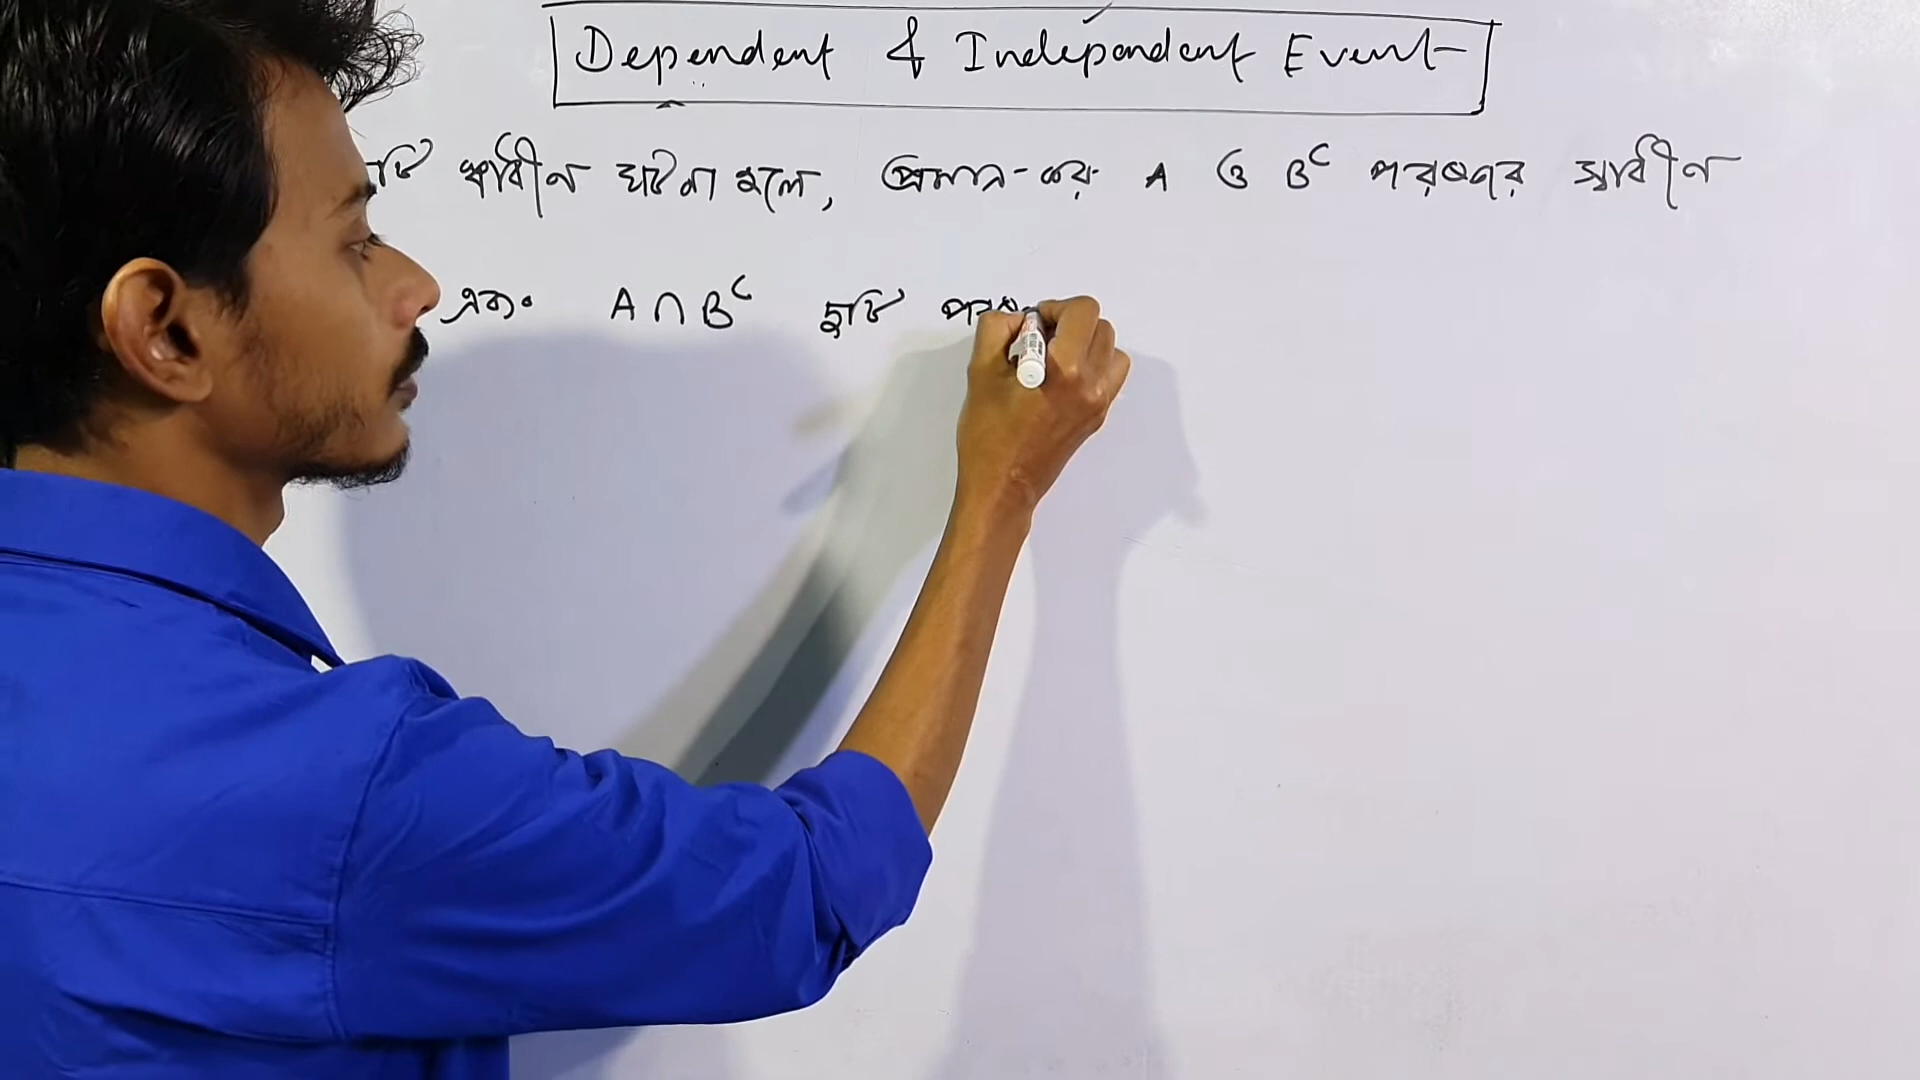 Dependent & Independent Event
টি স্বাধীন ঘটনা হলে, প্রমান কর A ও B^C পরস্পর স্বাধীন
এবং A ∩ B^C দুটি